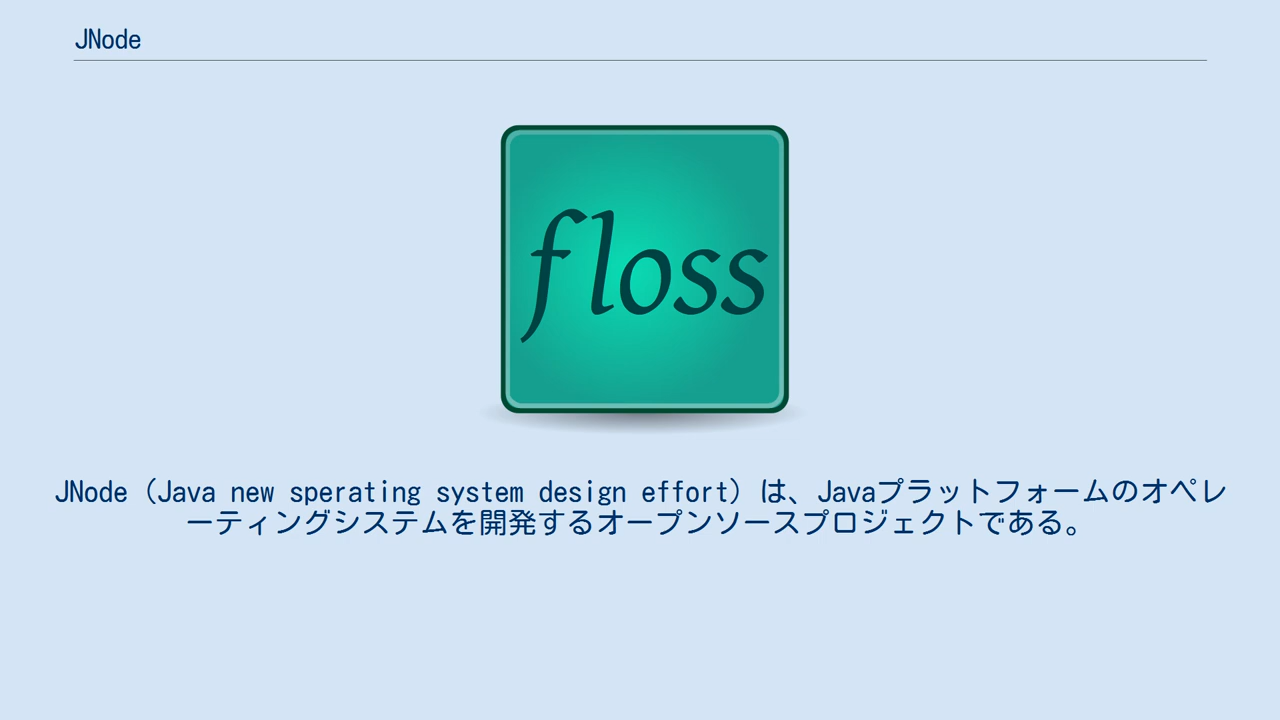 JNode
floss
JNode（Java new sperating system design effort）は、Javaプラットフォームのオペレ
ーティングシステムを開発するオープンソースプロジェクトである。